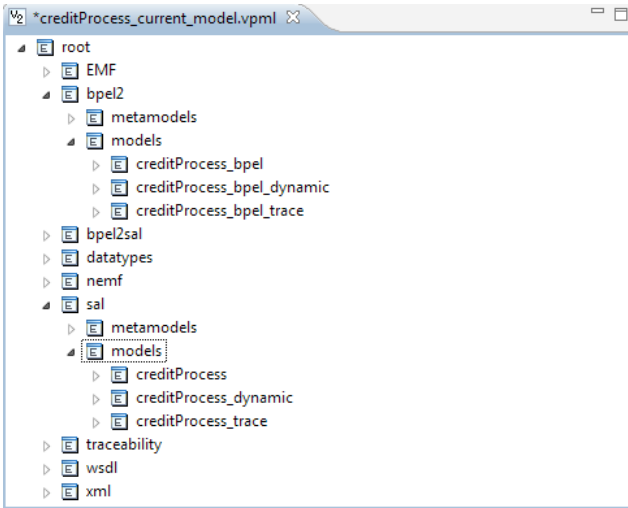 *creditProcess_current_model.vpml
root
EMF
bpel2
metamodels
models
creditProcess_bpel
creditProcess_bpel_dynamic
creditProcess_bpel_trace
bpel2sal
datatypes
nemf
sal
metamodels
models
creditProcess
creditProcess_dynamic
creditProcess_trace
traceability
wsdl
xml